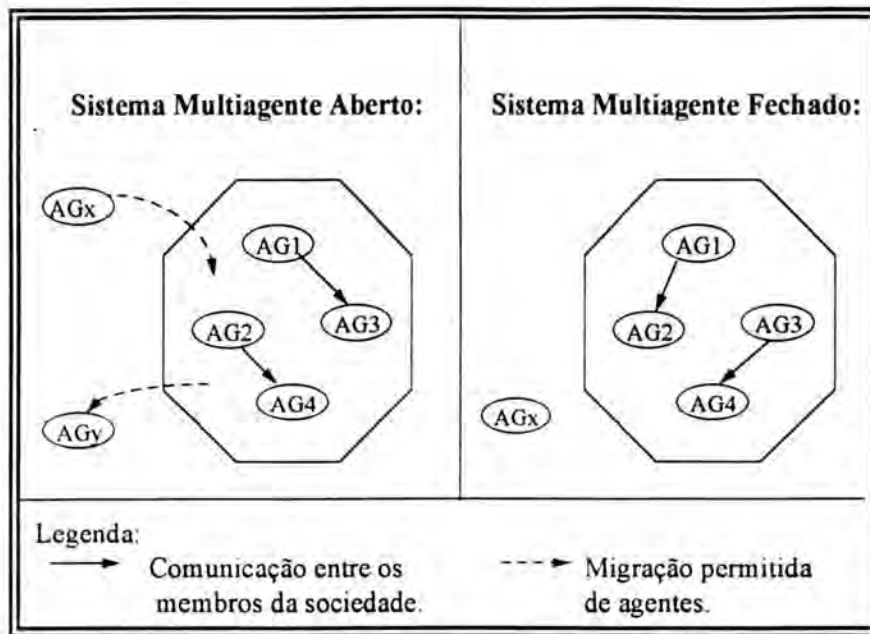 Sistema Multiagente Aberto:
Sistema Multiagente Fechado:
AGx
AG1
AG3
AG2
AG4
AGy
AG1
AG2
AG3
AG4
AGx
Legenda:
Comunicação entre os
membros da sociedade.
Migração permitida
de agentes.